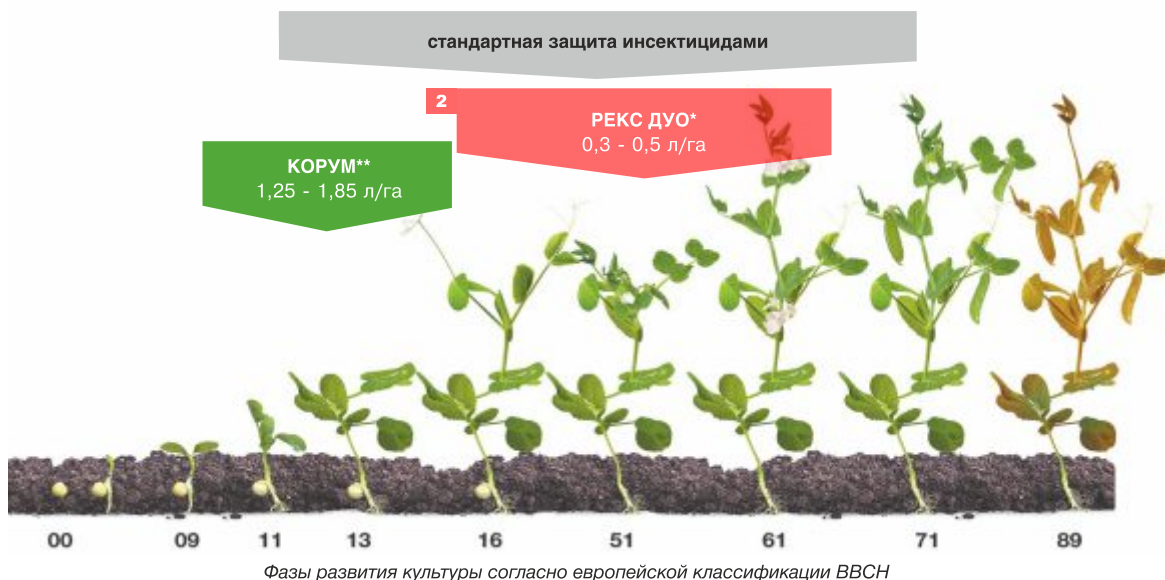 стандартная защита инсектицидами
2
РЕКС ДУО*
0,3 - 0,5 л/га
КОРУМ**
1,25 - 1,85 л/га
00 09 11 13 16 51 61 71 89
Фазы развития культуры согласно европейской классификации ВВСН